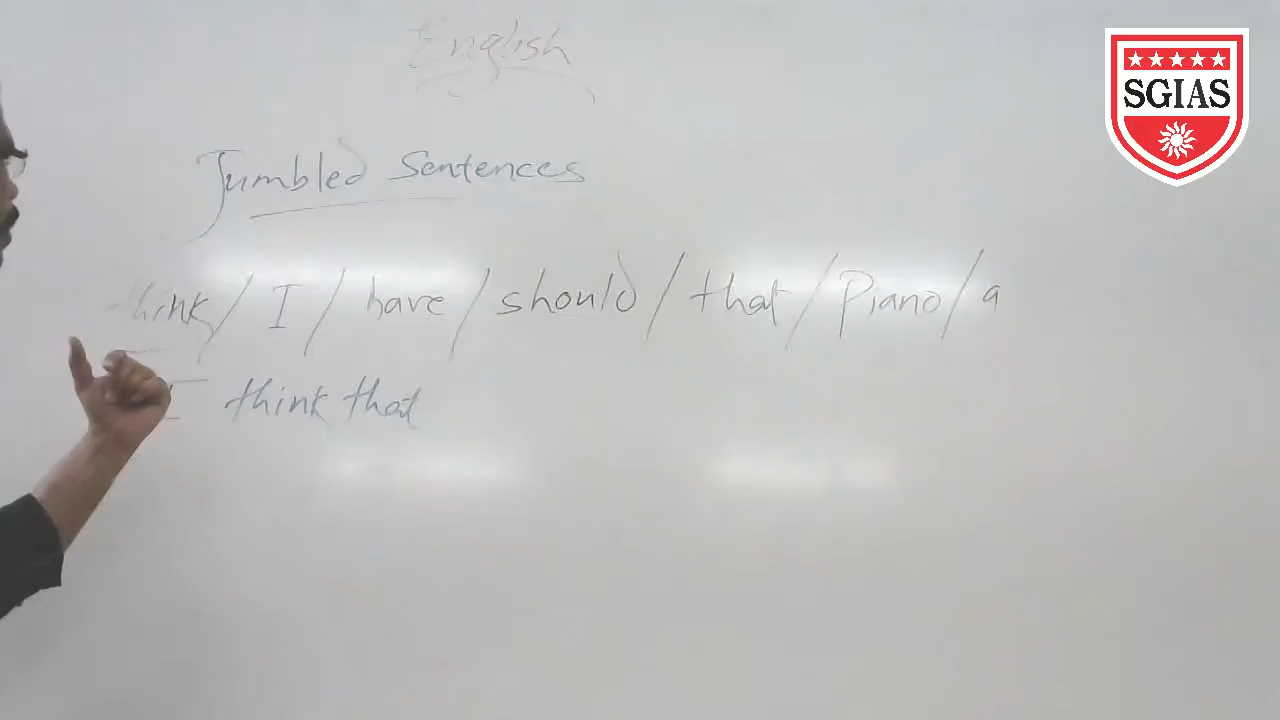 English
SGIAS
Jumbled Sentences
think / I / have / should / that / Piano / a
I think that